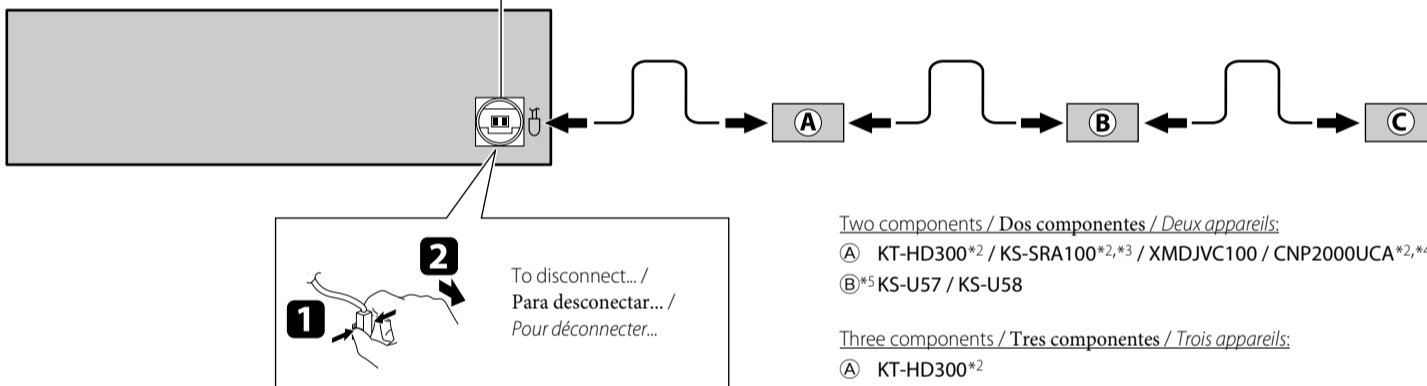 Ⓐ
Ⓑ
Ⓒ
1
2
To disconnect... /
Para desconectar... /
Pour déconnecter...
Two components / Dos componentes / Deux appareils:
Ⓐ KT-HD300*2 / KS-SRA100*2,*3 / XMDJVC100 / CNP2000UCA*2,*4
Ⓑ*5 KS-U57 / KS-U58
Three components / Tres componentes / Trois appareils:
Ⓐ KT-HD300*2